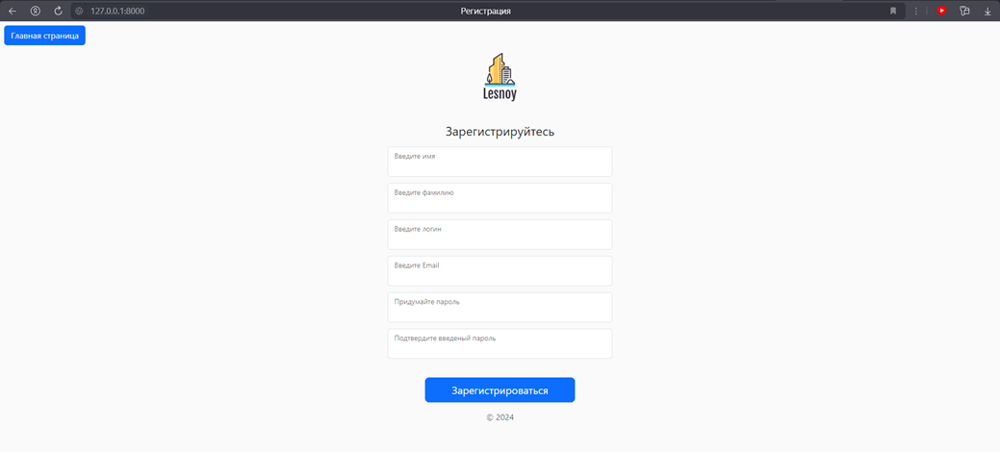 127.0.0.1:8000
Регистрация
Главная страница
Lesnoy
Зарегистрируйтесь
Введите имя
Введите фамилию
Введите логин
Введите Email
Придумайте пароль
Подтвердите введеный пароль
Зарегистрироваться
© 2024